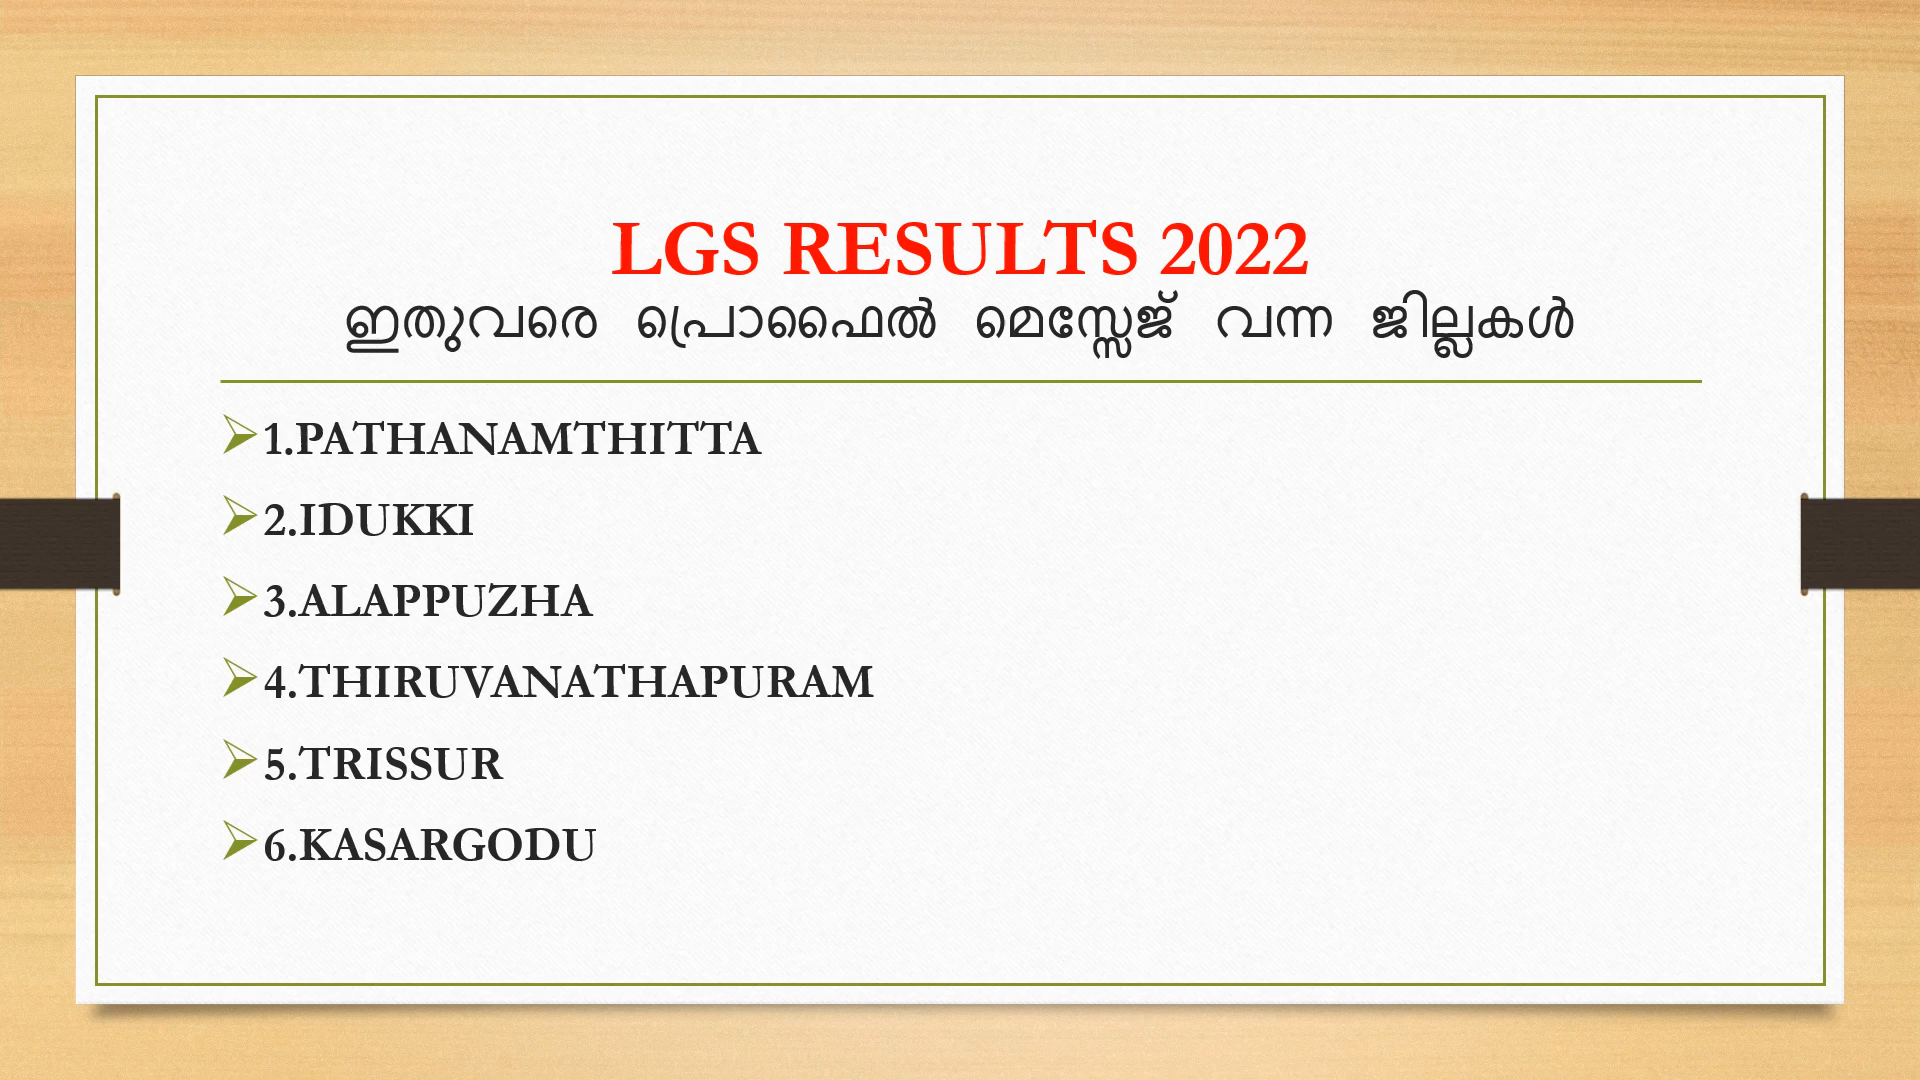 LGS RESULTS 2022
ഇതുവരെ പ്രൊഫൈൽ മെസ്സേജ് വന്ന ജില്ലകൾ
1.PATHANAMTHITTA
2.IDUKKI
3.ALAPPUZHA
4.THIRUVANATHAPURAM
5.TRISSUR
6.KASARGODU